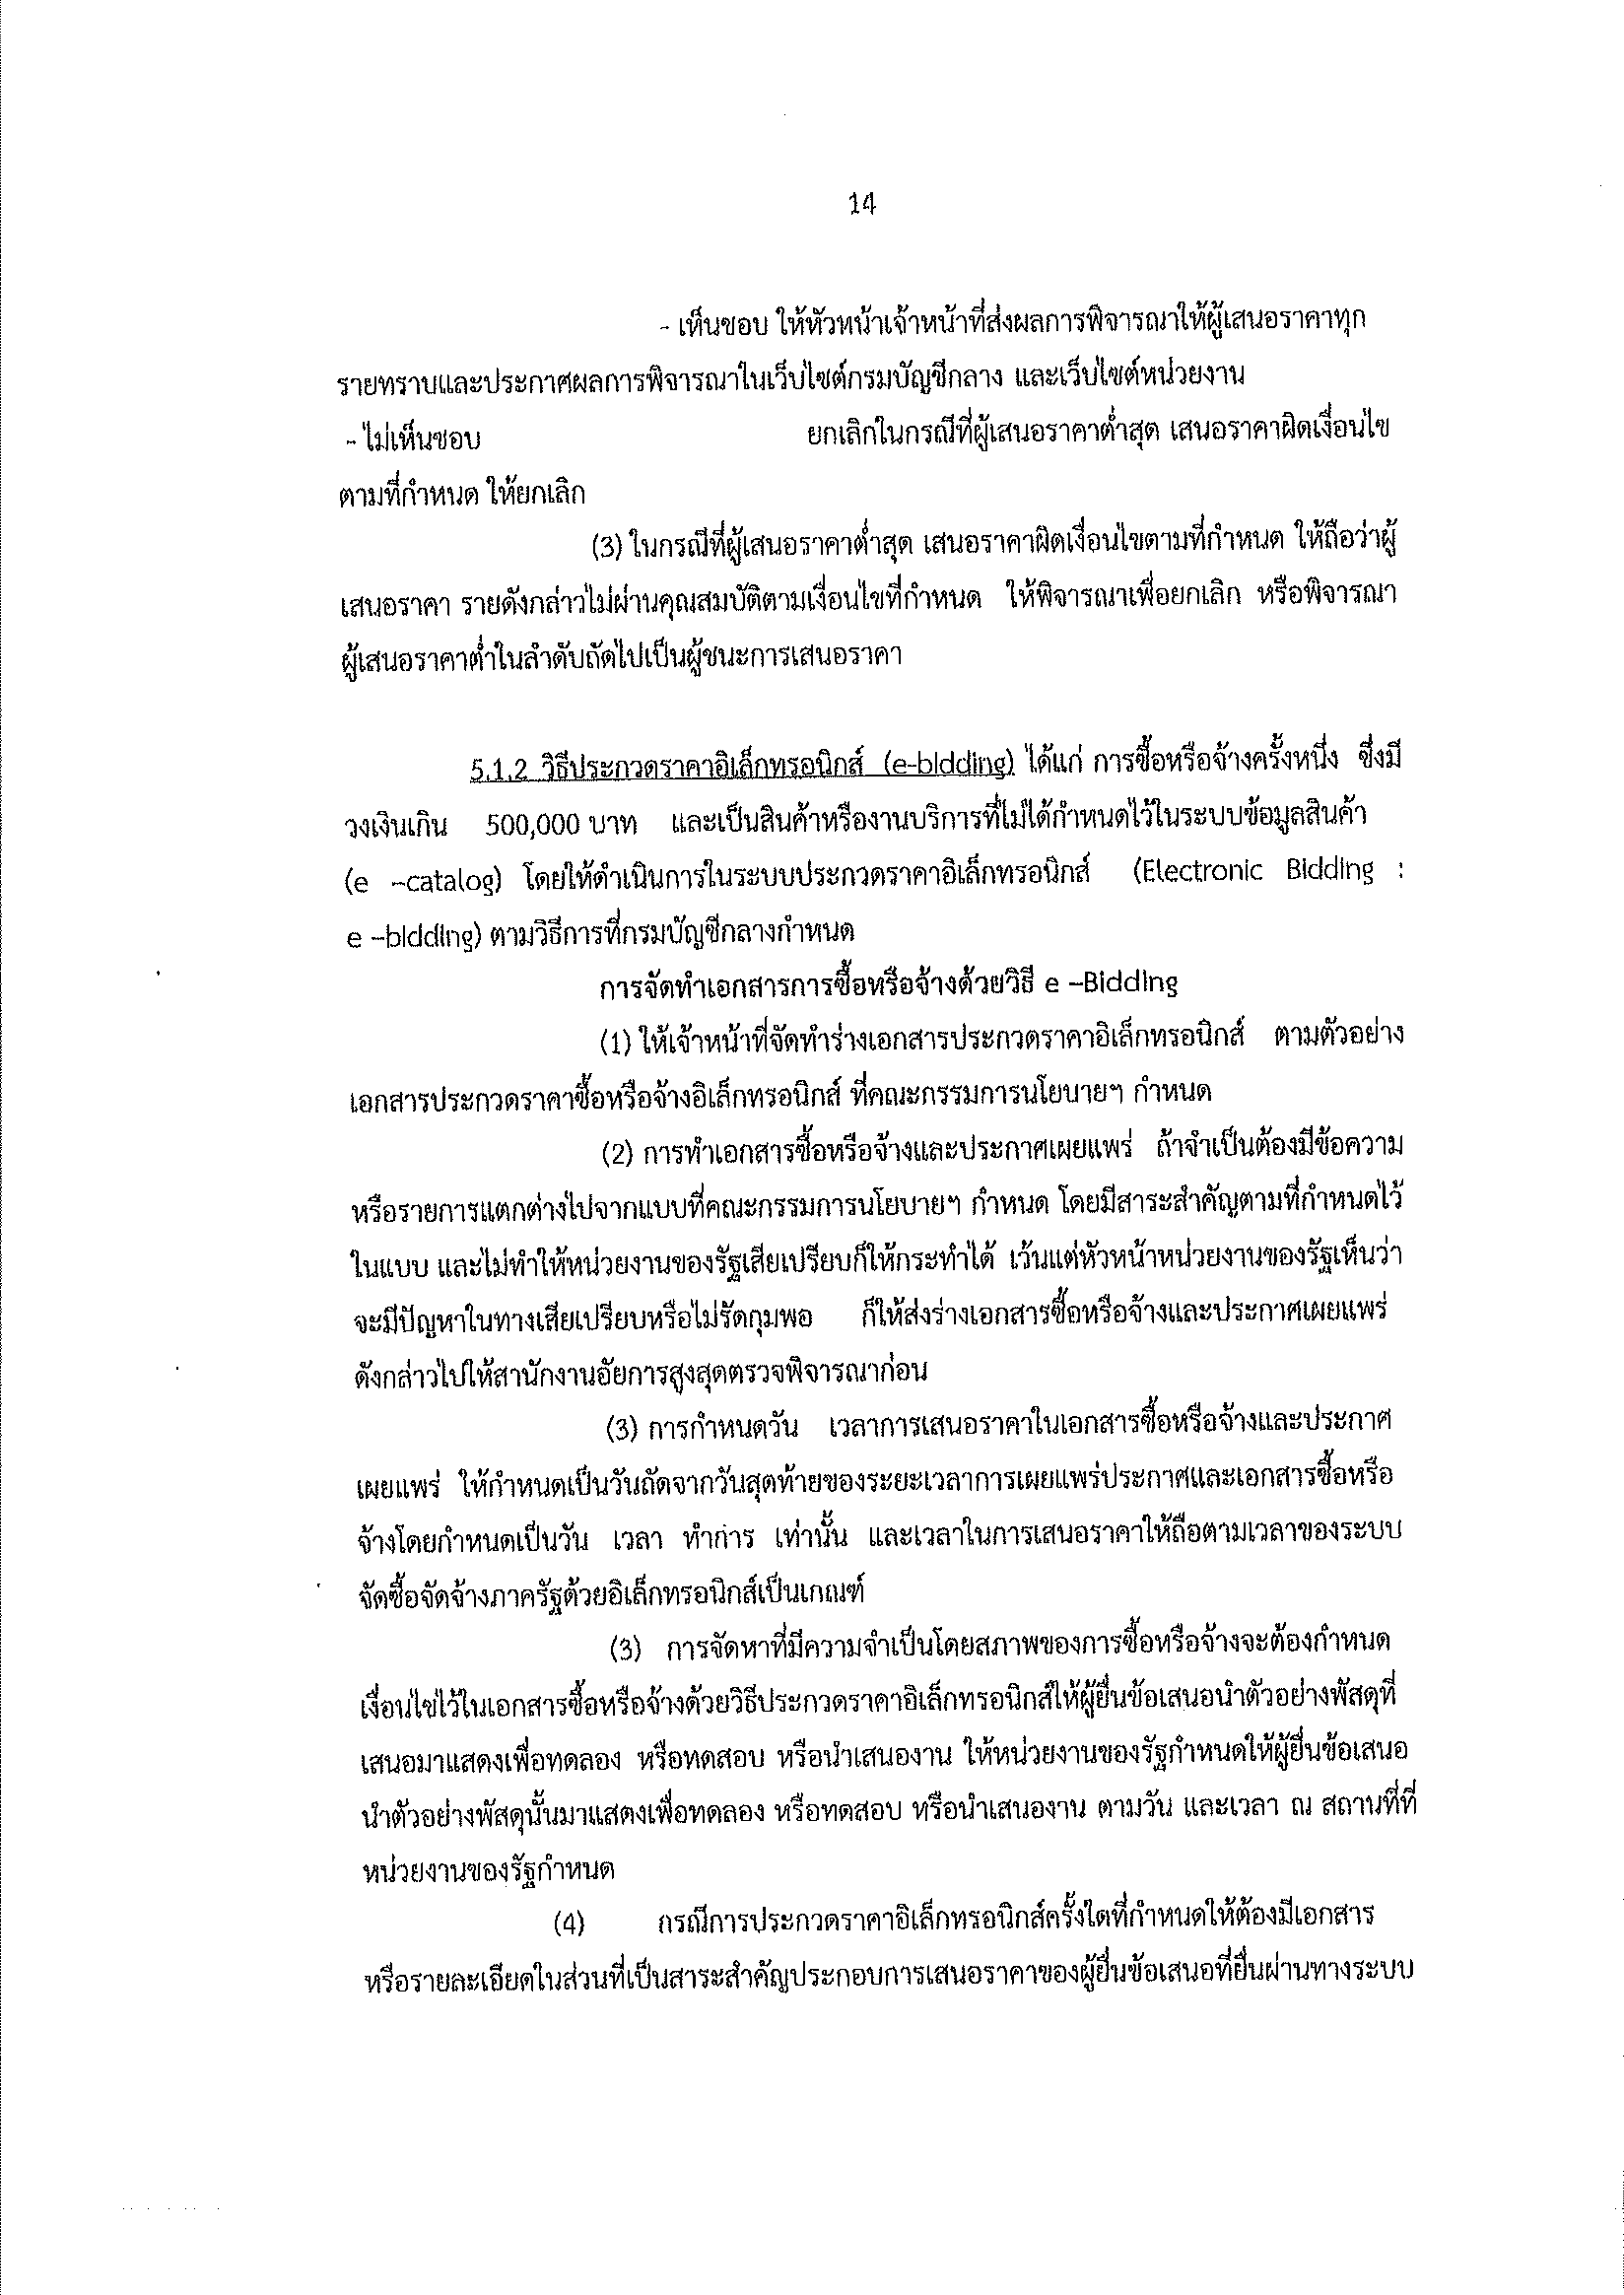 14
- เห็นชอบ ให้หัวหน้าเจ้าหน้าที่ส่งผลการพิจารณาให้ผู้เสนอราคาทุก
รายทราบและประกาศผลการพิจารณาในเว็บไซต์กรมบัญชีกลาง และเว็บไซต์หน่วยงาน
- ไม่เห็นชอบ ยกเลิกในกรณีที่ผู้เสนอราคาต่ำสุด เสนอราคาผิดเงื่อนไข
ตามที่กำหนด ให้ยกเลิก
(3) ในกรณีที่ผู้เสนอราคาต่ำสุด เสนอราคาผิดเงื่อนไขตามที่กำหนด ให้ถือว่าผู้
เสนอราคา รายดังกล่าวไม่ผ่านคุณสมบัติตามเงื่อนไขที่กำหนด ให้พิจารณาเพื่อยกเลิก หรือพิจารณา
ผู้เสนอราคาต่ำในลำดับถัดไปเป็นผู้ชนะการเสนอราคา
5.1.2 วิธีประกวดราคาอิเล็กทรอนิกส์ (e-bidding) ได้แก่ การซื้อหรือจ้างครั้งหนึ่ง ซึ่งมี
วงเงินเกิน 500,000 บาท และเป็นสินค้าหรืองานบริการที่ไม่ได้กำหนดไว้ในระบบข้อมูลสินค้า
(e -catalog) โดยให้ดำเนินการในระบบประกวดราคาอิเล็กทรอนิกส์ (Electronic Bidding :
e -bidding) ตามวิธีการที่กรมบัญชีกลางกำหนด
การจัดทำเอกสารการซื้อหรือจ้างด้วยวิธี e -Bidding
(1) ให้เจ้าหน้าที่จัดทำร่างเอกสารประกวดราคาอิเล็กทรอนิกส์ ตามตัวอย่าง
เอกสารประกวดราคาซื้อหรือจ้างอิเล็กทรอนิกส์ ที่คณะกรรมการนโยบายฯ กำหนด
(2) การทำเอกสารซื้อหรือจ้างและประกาศเผยแพร่ ถ้าจำเป็นต้องมีข้อความ
หรือรายการแตกต่างไปจากแบบที่คณะกรรมการนโยบายฯ กำหนด โดยมีสาระสำคัญตามที่กำหนดไว้
ในแบบ และไม่ทำให้หน่วยงานของรัฐเสียเปรียบก็ให้กระทำได้ เว้นแต่หัวหน้าหน่วยงานของรัฐเห็นว่า
จะมีปัญหาในทางเสียเปรียบหรือไม่รัดกุมพอ ก็ให้ส่งร่างเอกสารซื้อหรือจ้างและประกาศเผยแพร่
ดังกล่าวไปให้สานักงานอัยการสูงสุดตรวจพิจารณาก่อน
(3) การกำหนดวัน เวลาการเสนอราคาในเอกสารซื้อหรือจ้างและประกาศ
เผยแพร่ ให้กำหนดเป็นวันถัดจากวันสุดท้ายของระยะเวลาการเผยแพร่ประกาศและเอกสารซื้อหรือ
จ้างโดยกำหนดเป็นวัน เวลา ทำการ เท่านั้น และเวลาในการเสนอราคาให้ถือตามเวลาของระบบ
จัดซื้อจัดจ้างภาครัฐด้วยอิเล็กทรอนิกส์เป็นเกณฑ์
(3) การจัดหาที่มีความจำเป็นโดยสภาพของการซื้อหรือจ้างจะต้องกำหนด
เงื่อนไขไว้ในเอกสารซื้อหรือจ้างด้วยวิธีประกวดราคาอิเล็กทรอนิกส์ให้ผู้ยื่นข้อเสนอนำตัวอย่างพัสดุที่
เสนอมาแสดงเพื่อทดลอง หรือทดสอบ หรือนำเสนองาน ให้หน่วยงานของรัฐกำหนดให้ผู้ยื่นข้อเสนอ
นำตัวอย่างพัสดุนั้นมาแสดงเพื่อทดลอง หรือทดสอบ หรือนำเสนองาน ตามวัน และเวลา ณ สถานที่ที่
หน่วยงานของรัฐกำหนด
(4) กรณีการประกวดราคาอิเล็กทรอนิกส์ครั้งใดที่กำหนดให้ต้องมีเอกสาร
หรือรายละเอียดในส่วนที่เป็นสาระสำคัญประกอบการเสนอราคาของผู้ยื่นข้อเสนอที่ยื่นผ่านทางระบบ